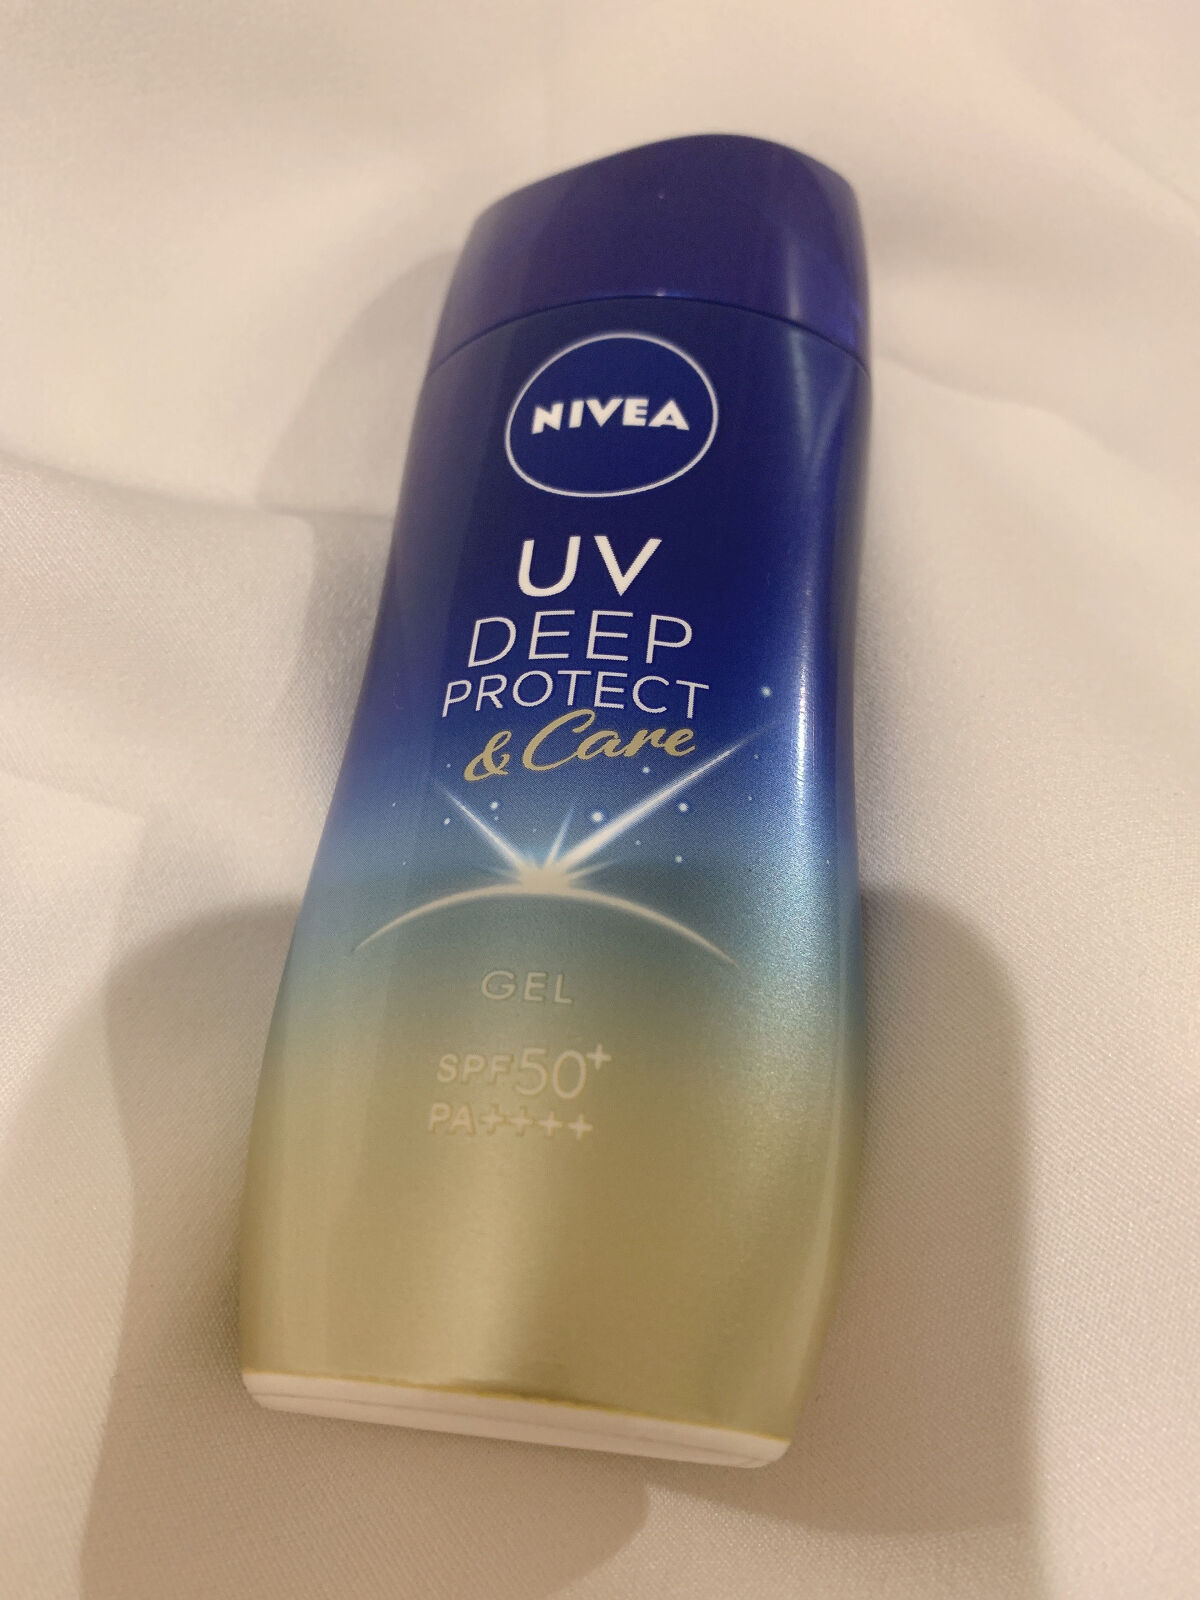 NIVEA
UV
DEEP
PROTECT
& Care
GEL
SPF50+
PA++++